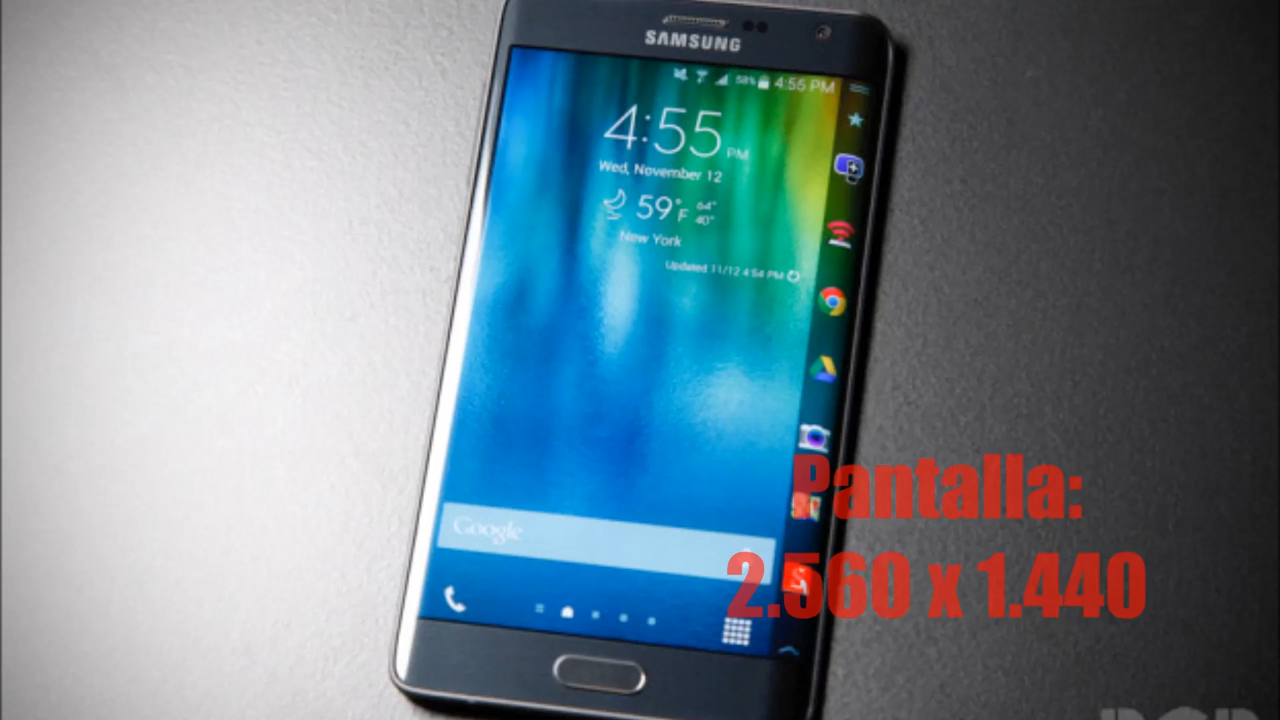 SAMSUNG
58% 4:55 PM
4:55 PM
Wed, November 12
59°F 64° 40°
New York
Updated 11/12 4:54 PM
Google
Pantalla:
2.560 x 1.440